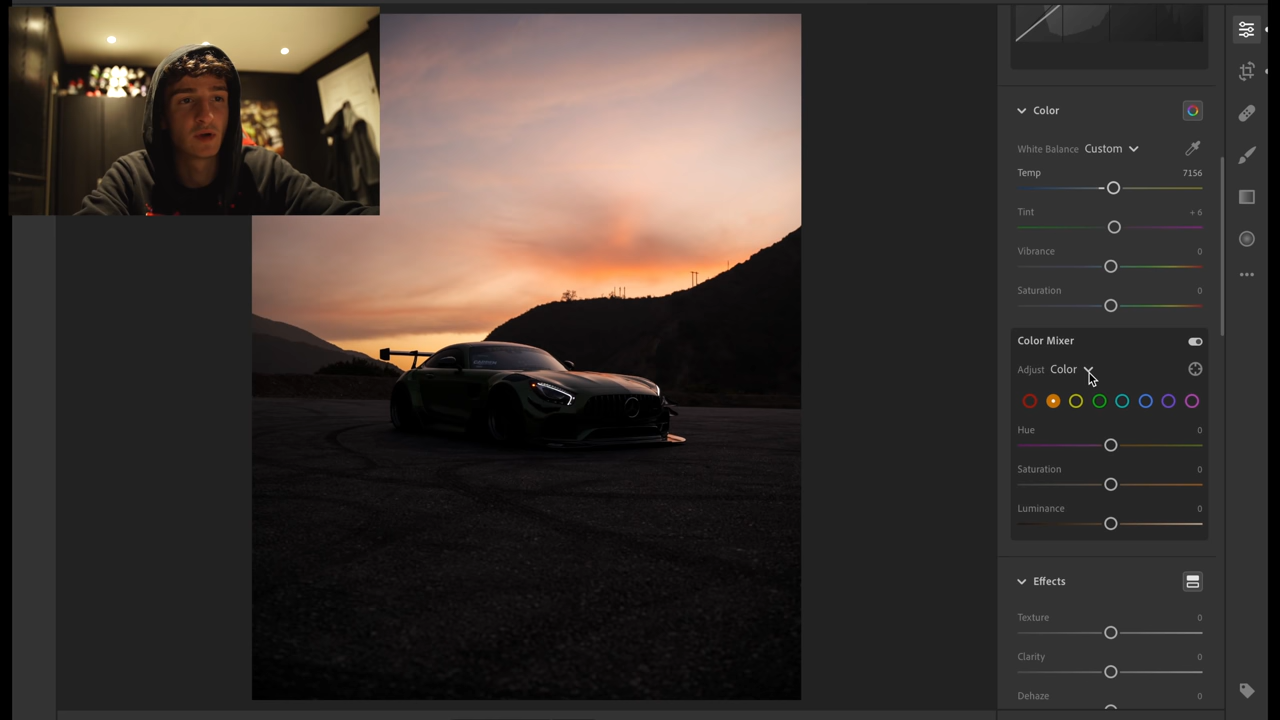 Color
White Balance Custom
Temp 7156
Tint + 6
Vibrance 0
Saturation 0
Color Mixer
Adjust Color
Hue 0
Saturation 0
Luminance 0
Effects
Texture 0
Clarity 0
Dehaze 0